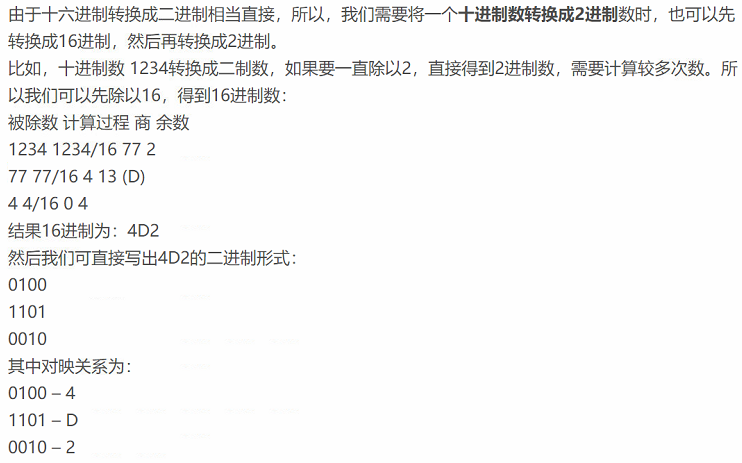 由于十六进制转换成二进制相当直接，所以，我们需要将一个十进制数转换成2进制数时，也可以先
转换成16进制，然后再转换成2进制。
比如，十进制数 1234转换成二制数，如果要一直除以2，直接得到2进制数，需要计算较多次数。所
以我们可以先除以16，得到16进制数：
被除数 计算过程 商 余数
1234 1234/16 77 2
77 77/16 4 13 (D)
4 4/16 0 4
结果16进制为：4D2
然后我们可直接写出4D2的二进制形式：
0100
1101
0010
其中对映关系为：
0100 – 4
1101 – D
0010 – 2